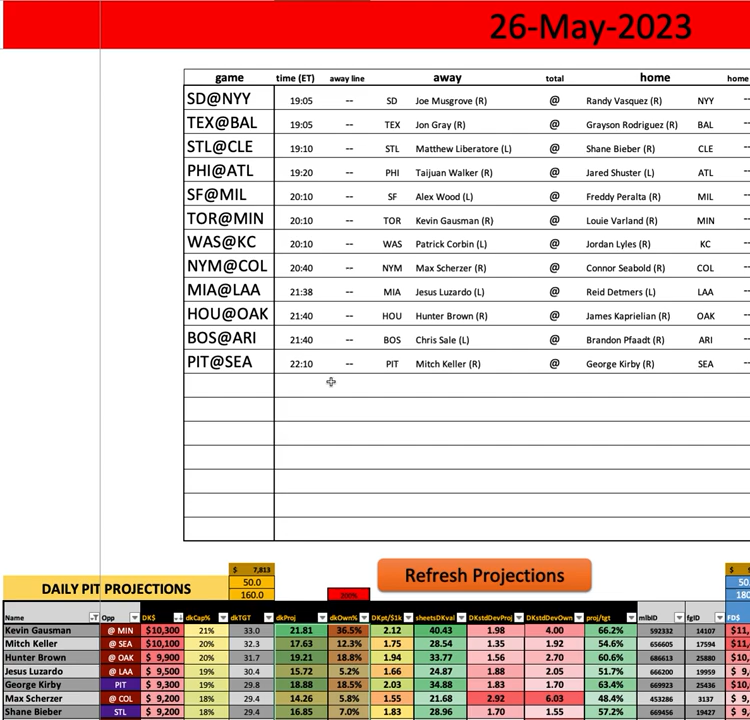 26-May-2023
game time (ET) away line away total home home
SD@NYY 19:05 -- SD Joe Musgrove (R) @ Randy Vasquez (R) NYY --
TEX@BAL 19:05 -- TEX Jon Gray (R) @ Grayson Rodriguez (R) BAL --
STL@CLE 19:10 -- STL Matthew Liberatore (L) @ Shane Bieber (R) CLE --
PHI@ATL 19:20 -- PHI Taijuan Walker (R) @ Jared Shuster (L) ATL --
SF@MIL 20:10 -- SF Alex Wood (L) @ Freddy Peralta (R) MIL --
TOR@MIN 20:10 -- TOR Kevin Gausman (R) @ Louie Varland (R) MIN --
WAS@KC 20:10 -- WAS Patrick Corbin (L) @ Jordan Lyles (R) KC --
NYM@COL 20:40 -- NYM Max Scherzer (R) @ Connor Seabold (R) COL --
MIA@LAA 21:38 -- MIA Jesus Luzardo (L) @ Reid Detmers (L) LAA --
HOU@OAK 21:40 -- HOU Hunter Brown (R) @ James Kaprielian (R) OAK --
BOS@ARI 21:40 -- BOS Chris Sale (L) @ Brandon Pfaadt (R) ARI --
PIT@SEA 22:10 -- PIT Mitch Keller (R) @ George Kirby (R) SEA --
Refresh Projections
$ 7,813 $
DAILY PIT PROJECTIONS 50.0 50.
160.0 200% 180
Name Opp DK$ dkCap% dkTGT dkProj dkOwn% DKpt/$1k sheetsDKval DKstdDevProj DKstdDevOwn proj/tgt mlbID fgID FD$
Kevin Gausman @ MIN $10,300 21% 33.0 21.81 36.5% 2.12 40.43 1.98 4.00 66.2% 592332 14107 $11,
Mitch Keller @ SEA $10,100 20% 32.3 17.63 12.3% 1.75 28.54 1.35 1.92 54.6% 656605 17594 $11,
Hunter Brown @ OAK $ 9,900 20% 31.7 19.21 18.8% 1.94 33.77 1.56 2.70 60.6% 686613 25880 $ 9,
Jesus Luzardo @ LAA $ 9,500 19% 30.4 15.72 5.2% 1.66 24.87 1.88 2.05 51.7% 666200 19959 $ 9,
George Kirby PIT $ 9,300 19% 29.8 18.88 18.5% 2.03 34.88 1.83 1.70 63.4% 669923 25436 $ 10,
Max Scherzer @ COL $ 9,200 18% 29.4 14.26 5.8% 1.55 21.68 2.92 6.03 48.4% 453286 3137 $10,
Shane Bieber STL $ 9,200 18% 29.4 16.85 7.0% 1.83 28.96 1.70 1.55 57.2% 669456 19427 $ 9,